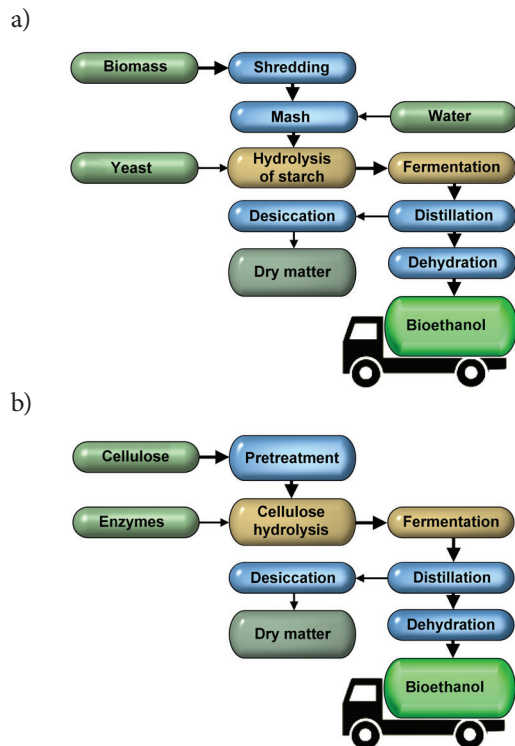 a)
Biomass
Shredding
Mash
Water
Yeast
Hydrolysis
of starch
Fermentation
Desiccation
Distillation
Dry matter
Dehydration
Bioethanol
b)
Cellulose
Pretreatment
Enzymes
Cellulose
hydrolysis
Fermentation
Desiccation
Distillation
Dry matter
Dehydration
Bioethanol